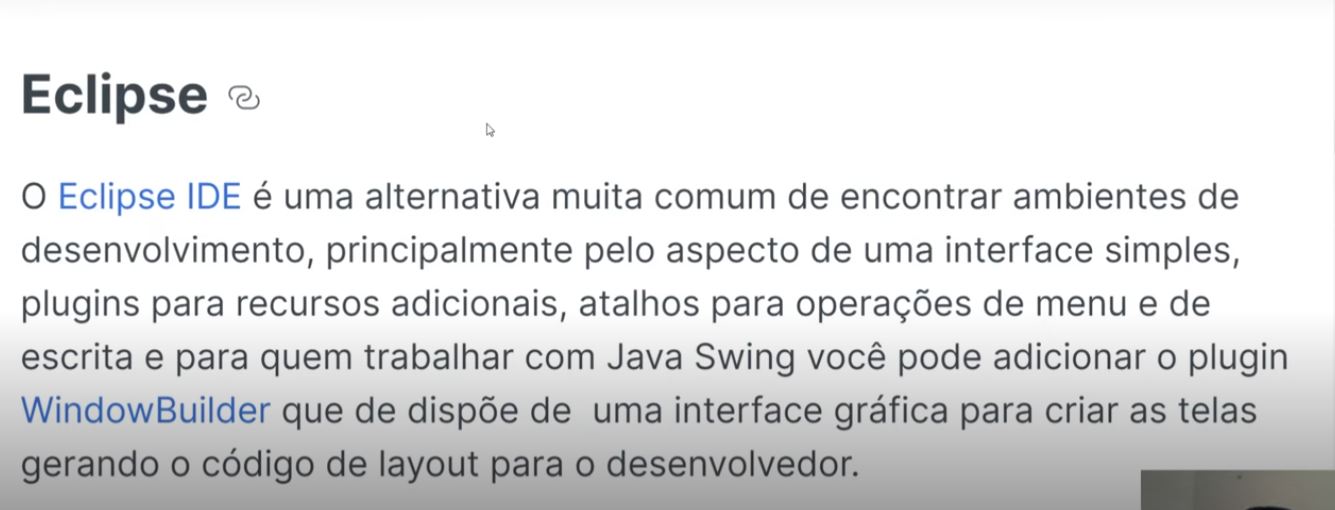 Eclipse
O Eclipse IDE é uma alternativa muita comum de encontrar ambientes de
desenvolvimento, principalmente pelo aspecto de uma interface simples,
plugins para recursos adicionais, atalhos para operações de menu e de
escrita e para quem trabalhar com Java Swing você pode adicionar o plugin
WindowBuilder que de dispõe de uma interface gráfica para criar as telas
gerando o código de layout para o desenvolvedor.